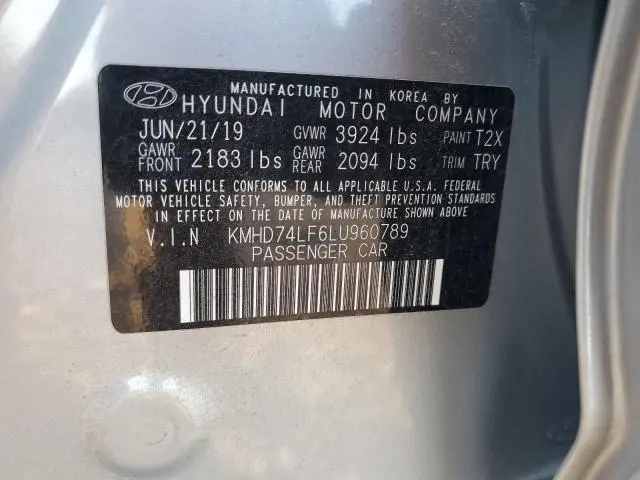 MANUFACTURED IN KOREA BY
HYUNDAI MOTOR COMPANY
JUN/21/19 GVWR 3924 lbs PAINT T2X
GAWR FRONT 2183 lbs GAWR REAR 2094 lbs TRIM TRY
THIS VEHICLE CONFORMS TO ALL APPLICABLE U.S.A. FEDERAL
MOTOR VEHICLE SAFETY, BUMPER, AND THEFT PREVENTION STANDARDS
IN EFFECT ON THE DATE OF MANUFACTURE SHOWN ABOVE.
V.I.N KMHD74LF6LU960789
PASSENGER CAR